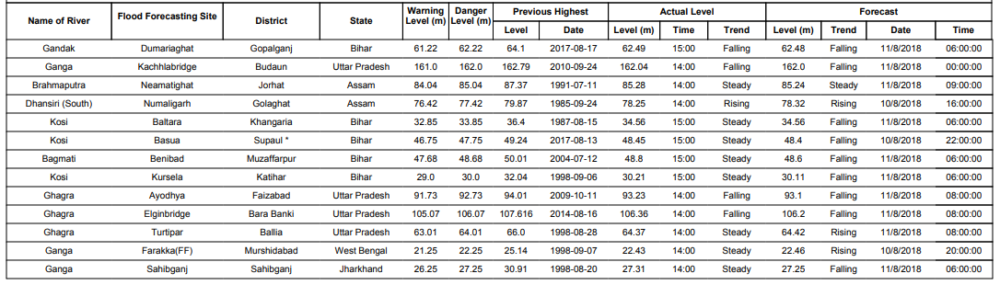 Name of River Flood Forecasting Site District State Warning Level (m) Danger Level (m) Previous Highest Actual Level Forecast
Level Date Level (m) Time Trend Level (m) Trend Date Time
Gandak Dumariaghat Gopalganj Bihar 61.22 62.22 64.1 2017-08-17 62.49 15:00 Falling 62.48 Falling 11/8/2018 06:00:00
Ganga Kachhlabridge Budaun Uttar Pradesh 161.0 162.0 162.79 2010-09-24 162.04 14:00 Falling 162.0 Falling 11/8/2018 00:00:00
Brahmaputra Neamatighat Jorhat Assam 84.04 85.04 87.37 1991-07-11 85.28 14:00 Steady 85.24 Steady 11/8/2018 09:00:00
Dhansiri (South) Numaligarh Golaghat Assam 76.42 77.42 79.87 1985-09-24 78.25 14:00 Rising 78.32 Rising 10/8/2018 16:00:00
Kosi Baltara Khangaria Bihar 32.85 33.85 36.4 1987-08-15 34.56 15:00 Steady 34.56 Falling 11/8/2018 06:00:00
Kosi Basua Supaul * Bihar 46.75 47.75 49.24 2017-08-13 48.45 15:00 Steady 48.4 Falling 10/8/2018 22:00:00
Bagmati Benibad Muzaffarpur Bihar 47.68 48.68 50.01 2004-07-12 48.8 15:00 Steady 48.6 Falling 11/8/2018 06:00:00
Kosi Kursela Katihar Bihar 29.0 30.0 32.04 1998-09-06 30.21 15:00 Steady 30.11 Falling 11/8/2018 06:00:00
Ghagra Ayodhya Faizabad Uttar Pradesh 91.73 92.73 94.01 2009-10-11 93.23 14:00 Falling 93.1 Falling 11/8/2018 08:00:00
Ghagra Elginbridge Bara Banki Uttar Pradesh 105.07 106.07 107.616 2014-08-16 106.36 14:00 Falling 106.2 Falling 11/8/2018 08:00:00
Ghagra Turtipar Ballia Uttar Pradesh 63.01 64.01 66.0 1998-08-28 64.37 14:00 Steady 64.42 Rising 11/8/2018 08:00:00
Ganga Farakka(FF) Murshidabad West Bengal 21.25 22.25 25.14 1998-09-07 22.43 14:00 Steady 22.46 Rising 10/8/2018 20:00:00
Ganga Sahibganj Sahibganj Jharkhand 26.25 27.25 30.91 1998-08-20 27.31 14:00 Steady 27.25 Falling 11/8/2018 06:00:00